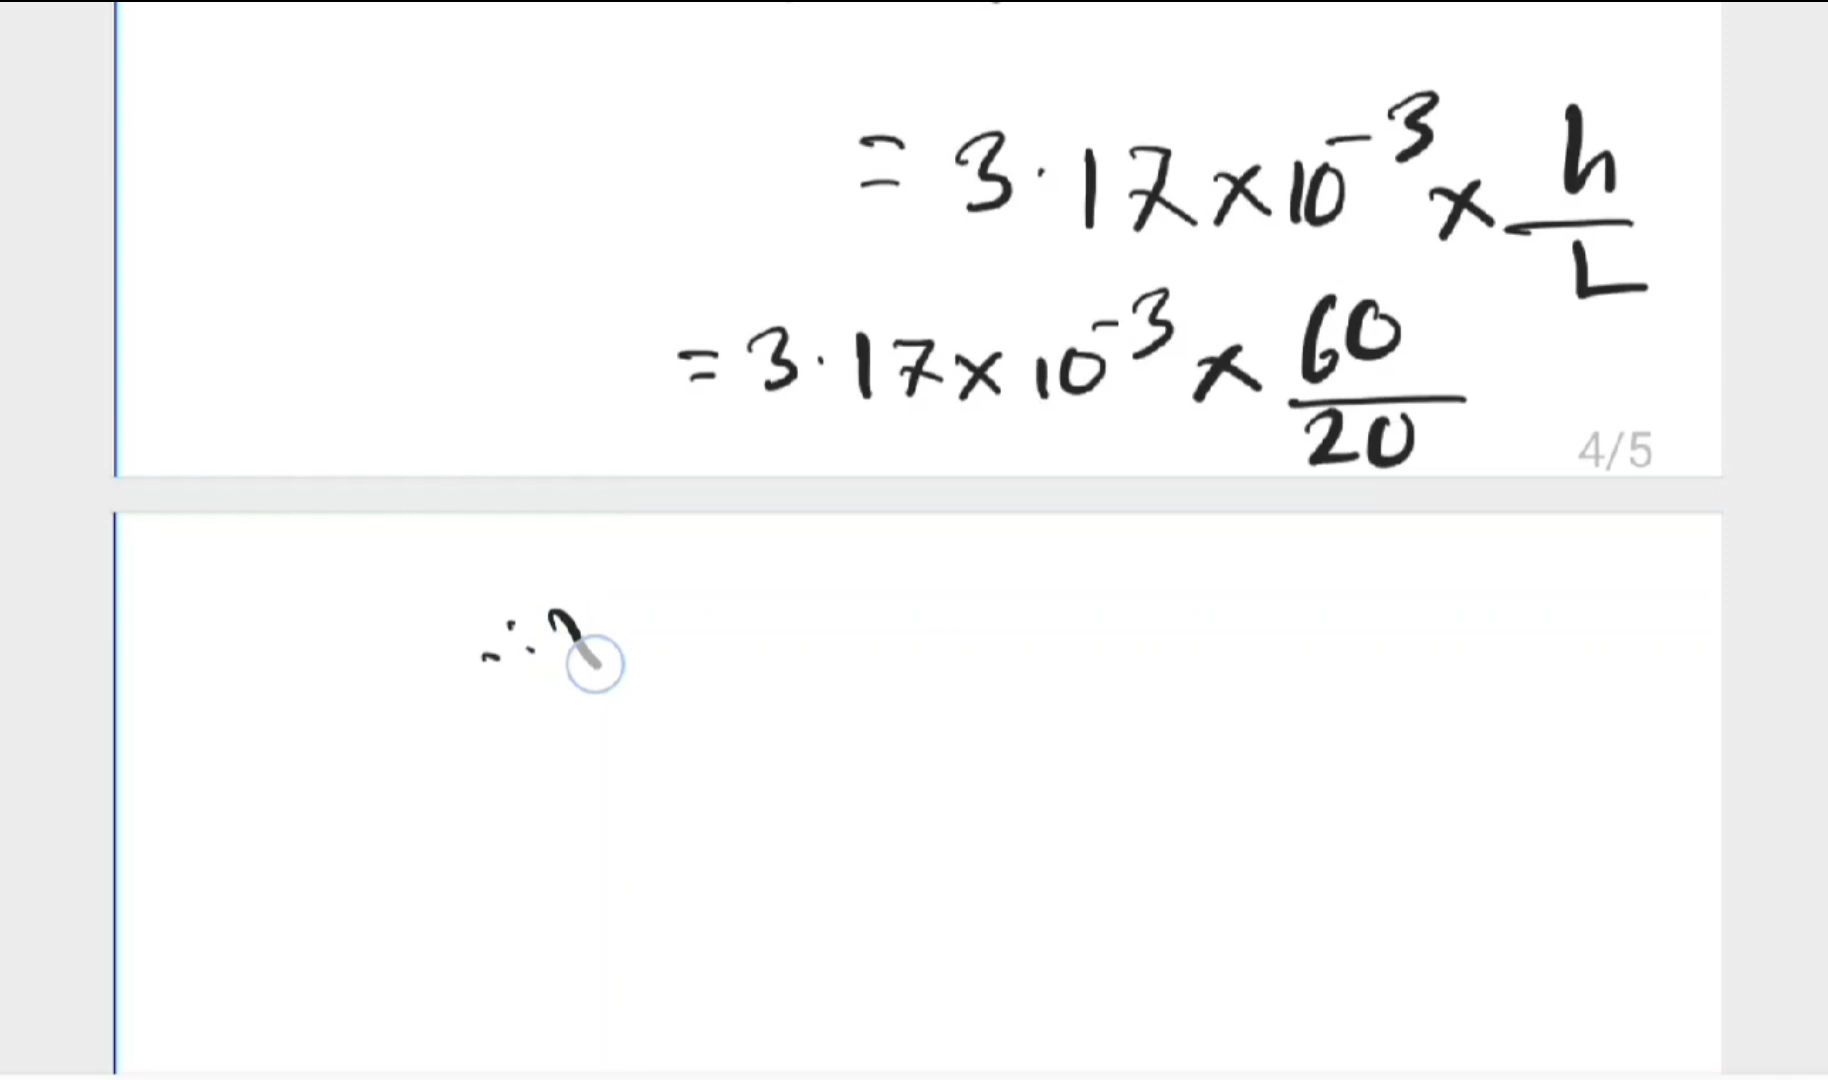 = 3.17 × 10⁻³ × h/L
= 3.17 × 10⁻³ × 60/20
4/5
∴